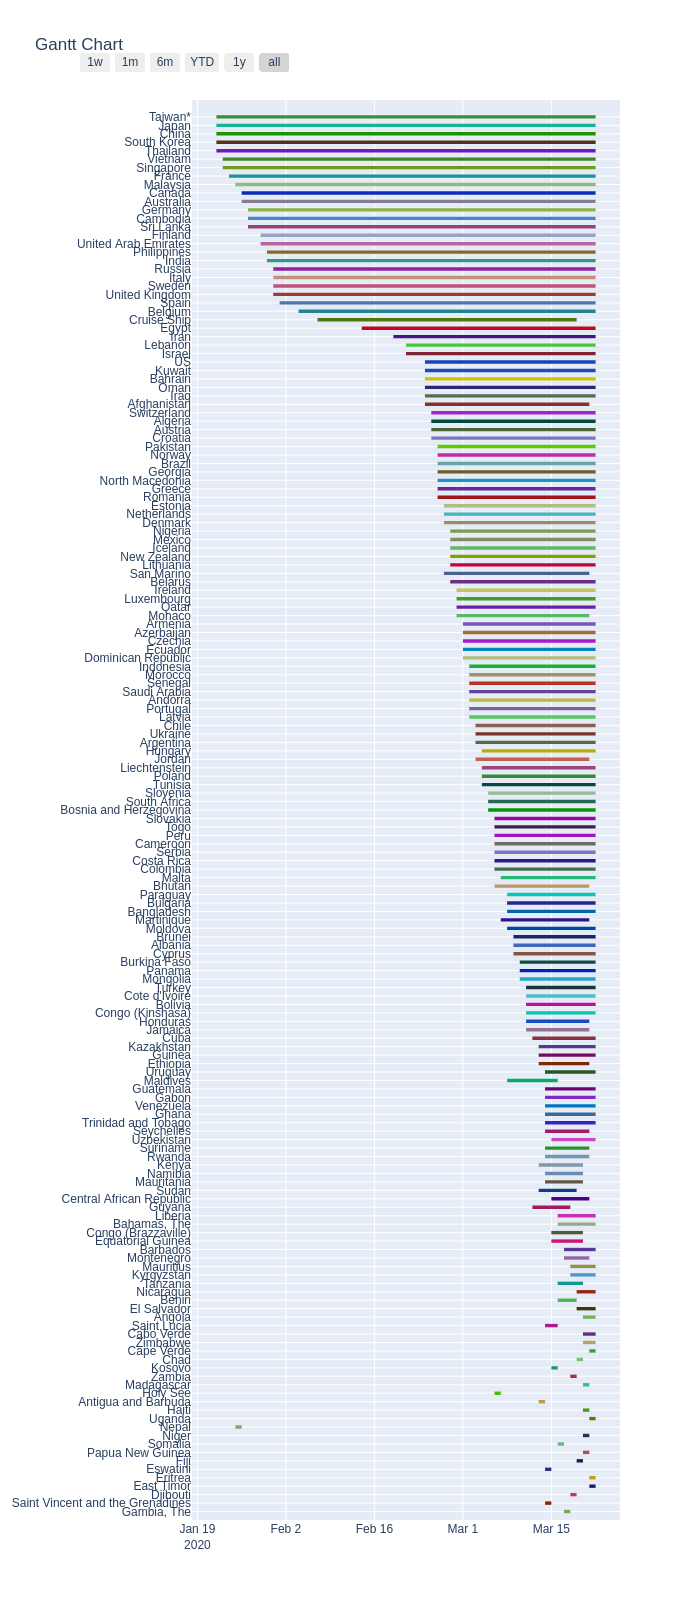 Gantt Chart
1w 1m 6m YTD 1y all
Taiwan*
Japan
China
South Korea
Thailand
Vietnam
Singapore
France
Malaysia
Canada
Australia
Germany
Cambodia
Sri Lanka
Finland
United Arab Emirates
Philippines
India
Russia
Italy
Sweden
United Kingdom
Spain
Belgium
Cruise Ship
Egypt
Iran
Lebanon
Israel
US
Kuwait
Bahrain
Oman
Iraq
Afghanistan
Switzerland
Algeria
Austria
Croatia
Pakistan
Norway
Brazil
Georgia
North Macedonia
Greece
Romania
Estonia
Netherlands
Denmark
Nigeria
Mexico
Iceland
New Zealand
Lithuania
San Marino
Belarus
Ireland
Luxembourg
Qatar
Monaco
Armenia
Azerbaijan
Czechia
Ecuador
Dominican Republic
Indonesia
Morocco
Senegal
Saudi Arabia
Andorra
Portugal
Latvia
Chile
Ukraine
Argentina
Hungary
Jordan
Liechtenstein
Poland
Tunisia
Slovenia
South Africa
Bosnia and Herzegovina
Slovakia
Togo
Peru
Cameroon
Serbia
Costa Rica
Colombia
Malta
Bhutan
Paraguay
Bulgaria
Bangladesh
Martinique
Moldova
Brunei
Albania
Cyprus
Burkina Faso
Panama
Mongolia
Turkey
Cote d'Ivoire
Bolivia
Congo (Kinshasa)
Honduras
Jamaica
Cuba
Kazakhstan
Guinea
Ethiopia
Uruguay
Maldives
Guatemala
Gabon
Venezuela
Ghana
Trinidad and Tobago
Seychelles
Uzbekistan
Suriname
Rwanda
Kenya
Namibia
Mauritania
Sudan
Central African Republic
Guyana
Liberia
Bahamas, The
Congo (Brazzaville)
Equatorial Guinea
Barbados
Montenegro
Mauritius
Kyrgyzstan
Tanzania
Nicaragua
Benin
El Salvador
Angola
Saint Lucia
Cabo Verde
Zimbabwe
Cape Verde
Chad
Kosovo
Zambia
Madagascar
Holy See
Antigua and Barbuda
Haiti
Uganda
Nepal
Niger
Somalia
Papua New Guinea
Fiji
Eswatini
Eritrea
East Timor
Djibouti
Saint Vincent and the Grenadines
Gambia, The
Jan 19 Feb 2 Feb 16 Mar 1 Mar 15
2020